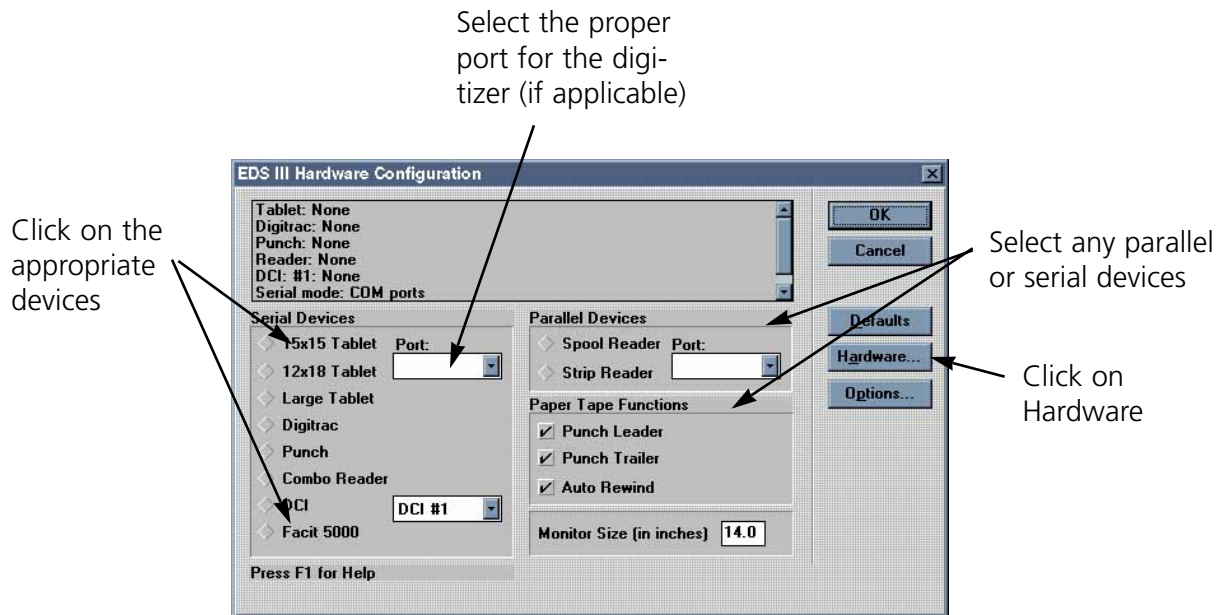 Select the proper
port for the digi-
tizer (if applicable)
Click on the
appropriate
devices
EDS III Hardware Configuration
Tablet: None
Digitrac: None
Punch: None
Reader: None
DCI: #1: None
Serial mode: COM ports
OK
Cancel
Defaults
Hardware...
Options...
Serial Devices
15x15 Tablet Port:
12x18 Tablet
Large Tablet
Digitrac
Punch
Combo Reader
DCI DCI #1
Facit 5000
Parallel Devices
Spool Reader Port:
Strip Reader
Paper Tape Functions
Punch Leader
Punch Trailer
Auto Rewind
Monitor Size (in inches) 14.0
Press F1 for Help
Select any parallel
or serial devices
Click on
Hardware